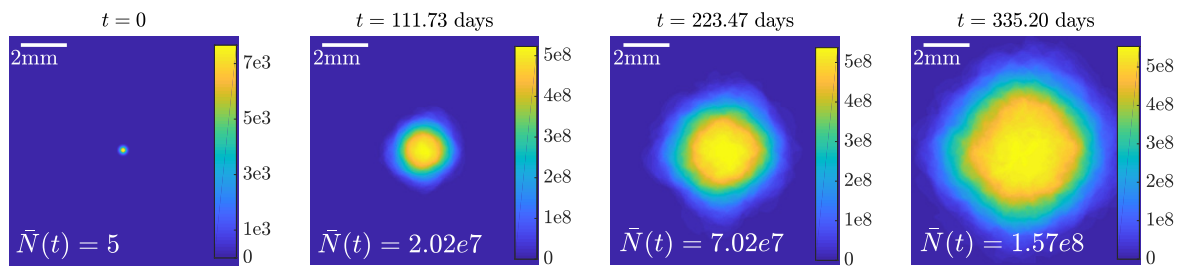 t = 0
2mm
7e3
5e3
3e3
1e3
0
N̄(t) = 5
t = 111.73 days
2mm
5e8
4e8
3e8
2e8
1e8
0
N̄(t) = 2.02e7
t = 223.47 days
2mm
5e8
4e8
3e8
2e8
1e8
0
N̄(t) = 7.02e7
t = 335.20 days
2mm
5e8
4e8
3e8
2e8
1e8
0
N̄(t) = 1.57e8